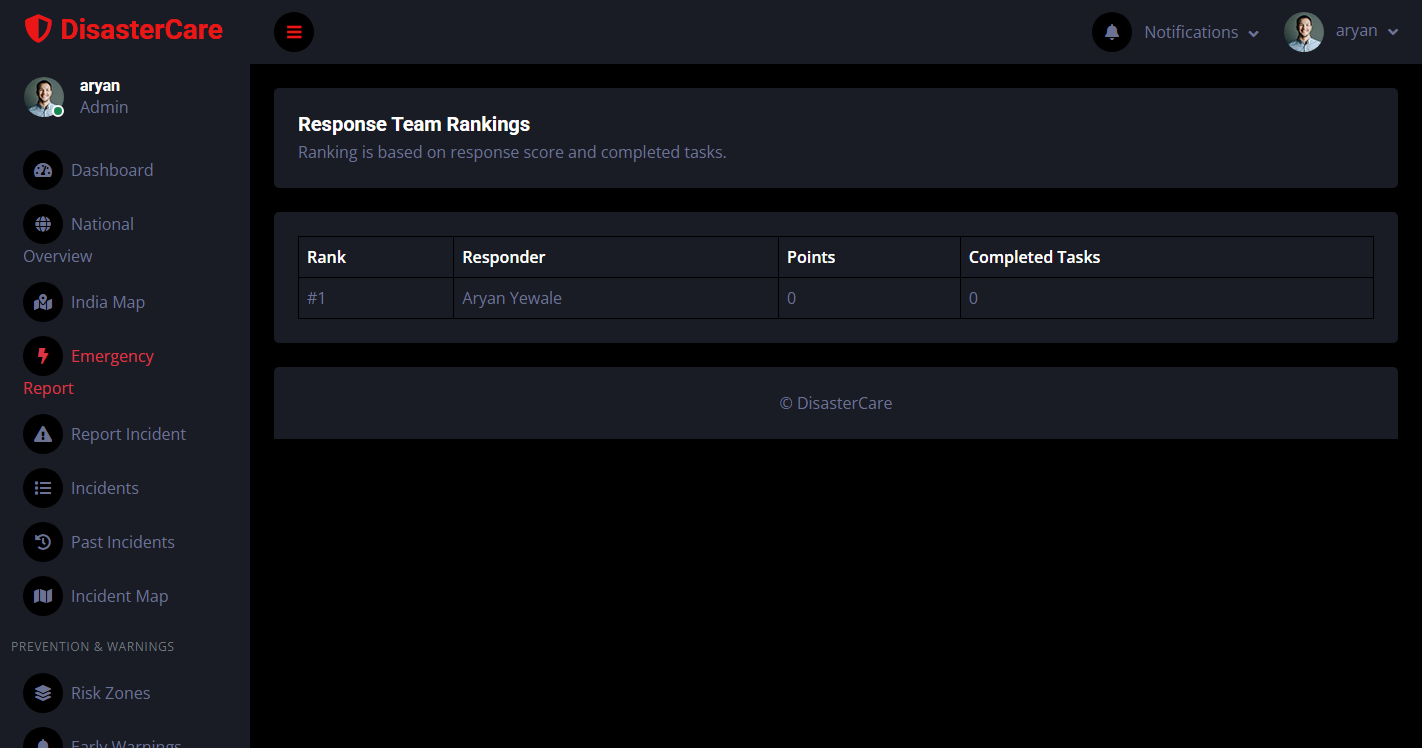 DisasterCare
Notifications
aryan
aryan
Admin
Dashboard
National
Overview
India Map
Emergency
Report
Report Incident
Incidents
Past Incidents
Incident Map
PREVENTION & WARNINGS
Risk Zones
Early Warnings
Response Team Rankings
Ranking is based on response score and completed tasks.
Rank Responder Points Completed Tasks
#1 Aryan Yewale 0 0
© DisasterCare